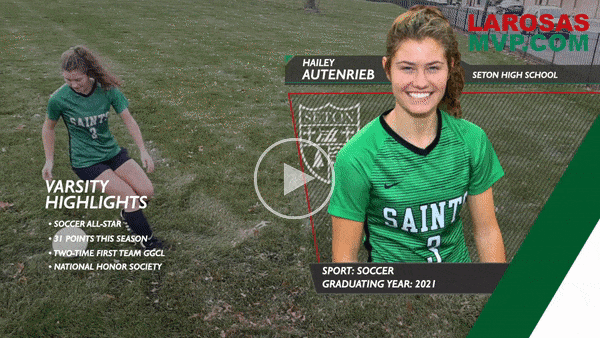 LAROSAS
MVP.COM
HAILEY
AUTENRIEB
SETON HIGH SCHOOL
SETON
SAINTS
3
VARSITY
HIGHLIGHTS
• SOCCER ALL-STAR
• 31 POINTS THIS SEASON
• TWO-TIME FIRST TEAM GGCL
• NATIONAL HONOR SOCIETY
SAINTS
3
SPORT: SOCCER
GRADUATING YEAR: 2021